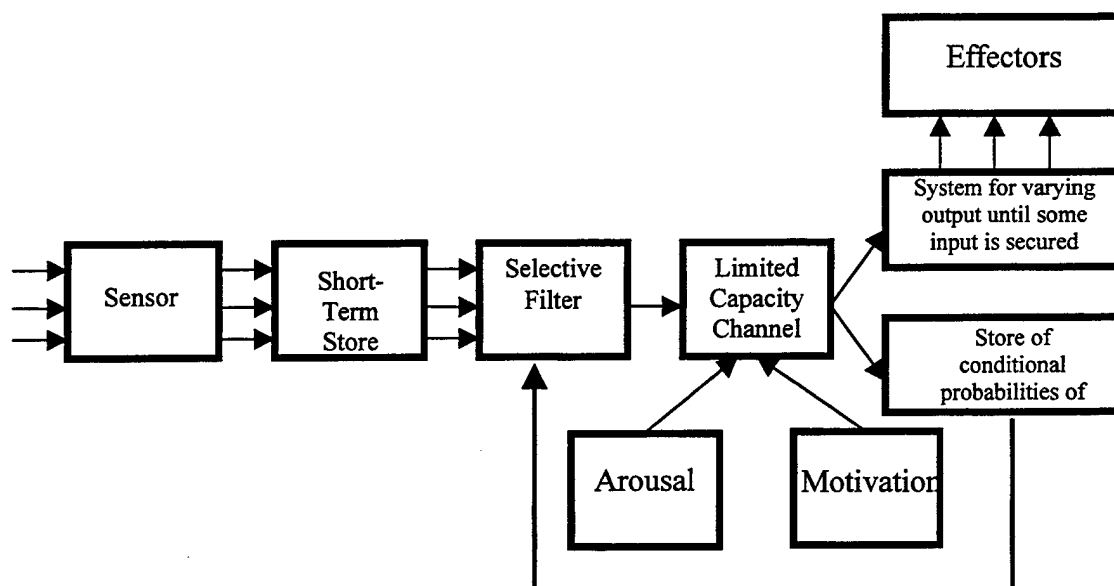 Effectors
System for varying
output until some
input is secured
Sensor
Short-
Term
Store
Selective
Filter
Limited
Capacity
Channel
Store of
conditional
probabilities of
Arousal
Motivation